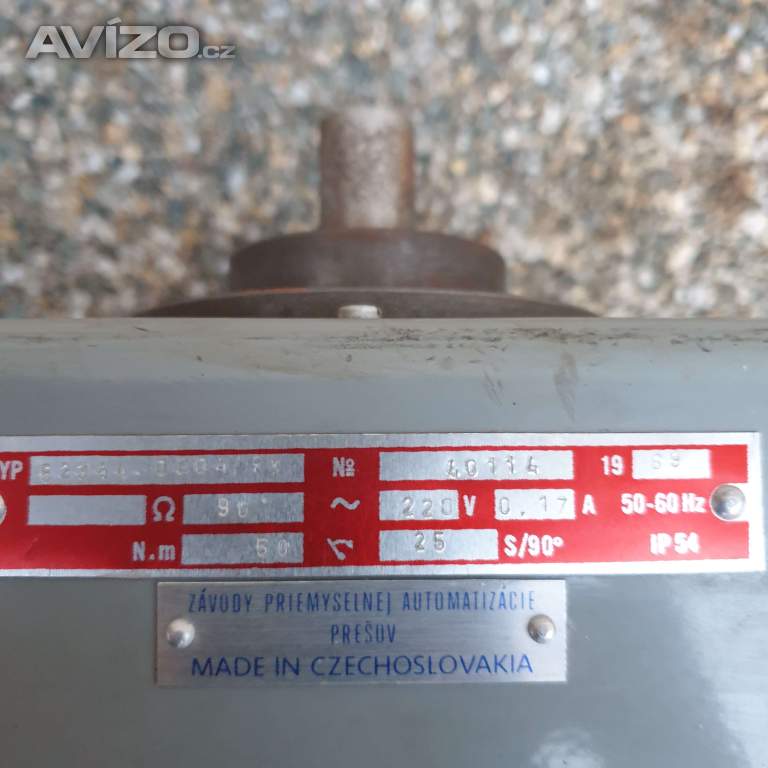 AVÍZO.cz
YP № 40114 19
Ω 90° ~ 220 V 0.17 A 50-60 Hz
N.m 50 25 S/90° IP 54
ZÁVODY PRIEMYSELNEJ AUTOMATIZÁCIE
PREŠOV
MADE IN CZECHOSLOVAKIA